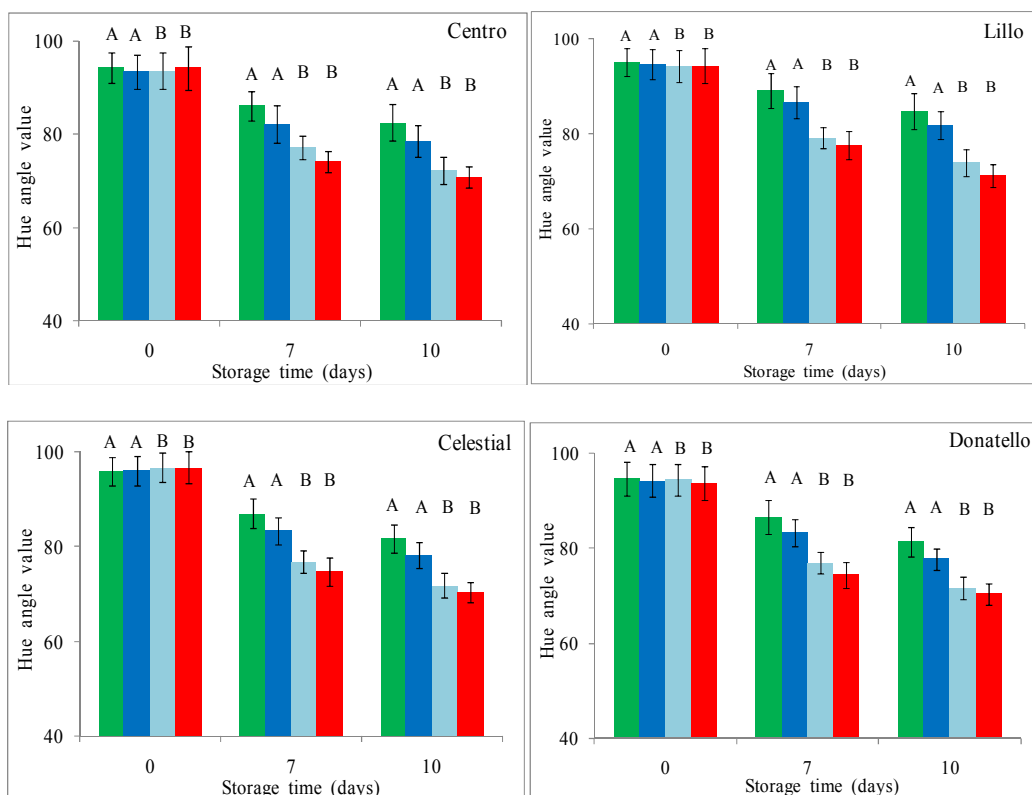 Centro
A A B B
A A B B
A A B B
100
80
60
40
Hue angle value
0 7 10
Storage time (days)
Lillo
A A B B
A A B B
A A B B
100
80
60
40
Hue angle value
0 7 10
Storage time (days)
Celestial
A A B B
A A B B
A A B B
100
80
60
40
Hue angle value
0 7 10
Storage time (days)
Donatello
A A B B
A A B B
A A B B
100
80
60
40
Hue angle value
0 7 10
Storage time (days)